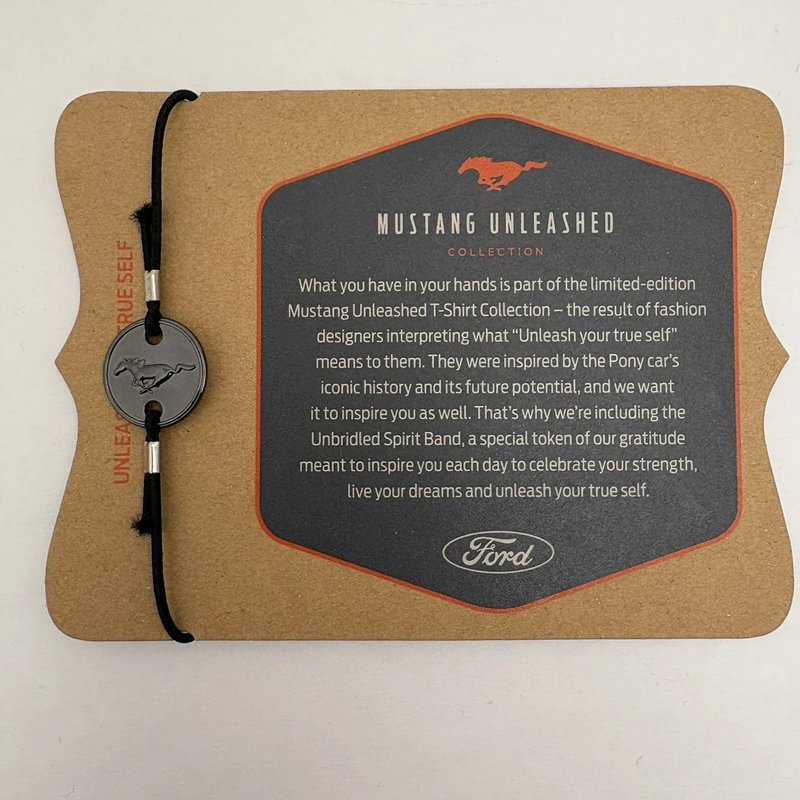 MUSTANG UNLEASHED
COLLECTION
What you have in your hands is part of the limited-edition
Mustang Unleashed T-Shirt Collection – the result of fashion
designers interpreting what “Unleash your true self”
means to them. They were inspired by the Pony car’s
iconic history and its future potential, and we want
it to inspire you as well. That’s why we’re including the
Unbridled Spirit Band, a special token of our gratitude
meant to inspire you each day to celebrate your strength,
live your dreams and unleash your true self.
Ford
TRUE SELF